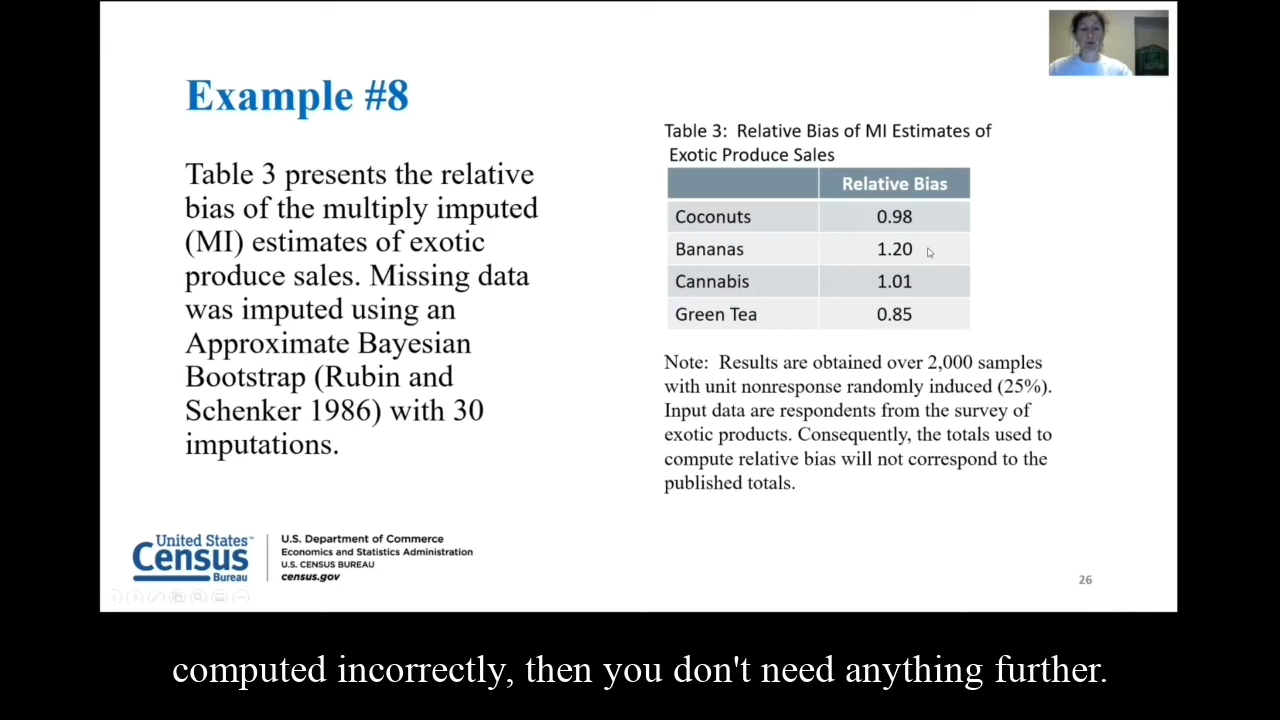 Example #8
Table 3 presents the relative
bias of the multiply imputed
(MI) estimates of exotic
produce sales. Missing data
was imputed using an
Approximate Bayesian
Bootstrap (Rubin and
Schenker 1986) with 30
imputations.
Table 3: Relative Bias of MI Estimates of
Exotic Produce Sales
Relative Bias
Coconuts 0.98
Bananas 1.20
Cannabis 1.01
Green Tea 0.85
Note: Results are obtained over 2,000 samples
with unit nonresponse randomly induced (25%).
Input data are respondents from the survey of
exotic products. Consequently, the totals used to
compute relative bias will not correspond to the
published totals.
United States™
Census
Bureau
U.S. Department of Commerce
Economics and Statistics Administration
U.S. CENSUS BUREAU
census.gov
26
computed incorrectly, then you don't need anything further.